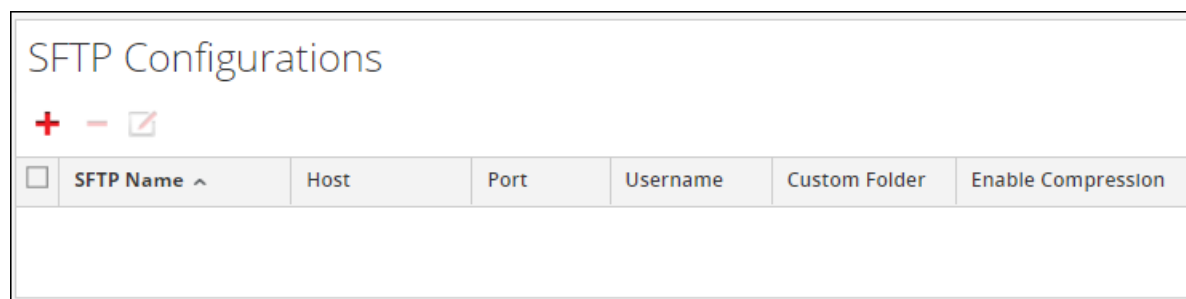 SFTP Configurations
SFTP Name Host Port Username Custom Folder Enable Compression